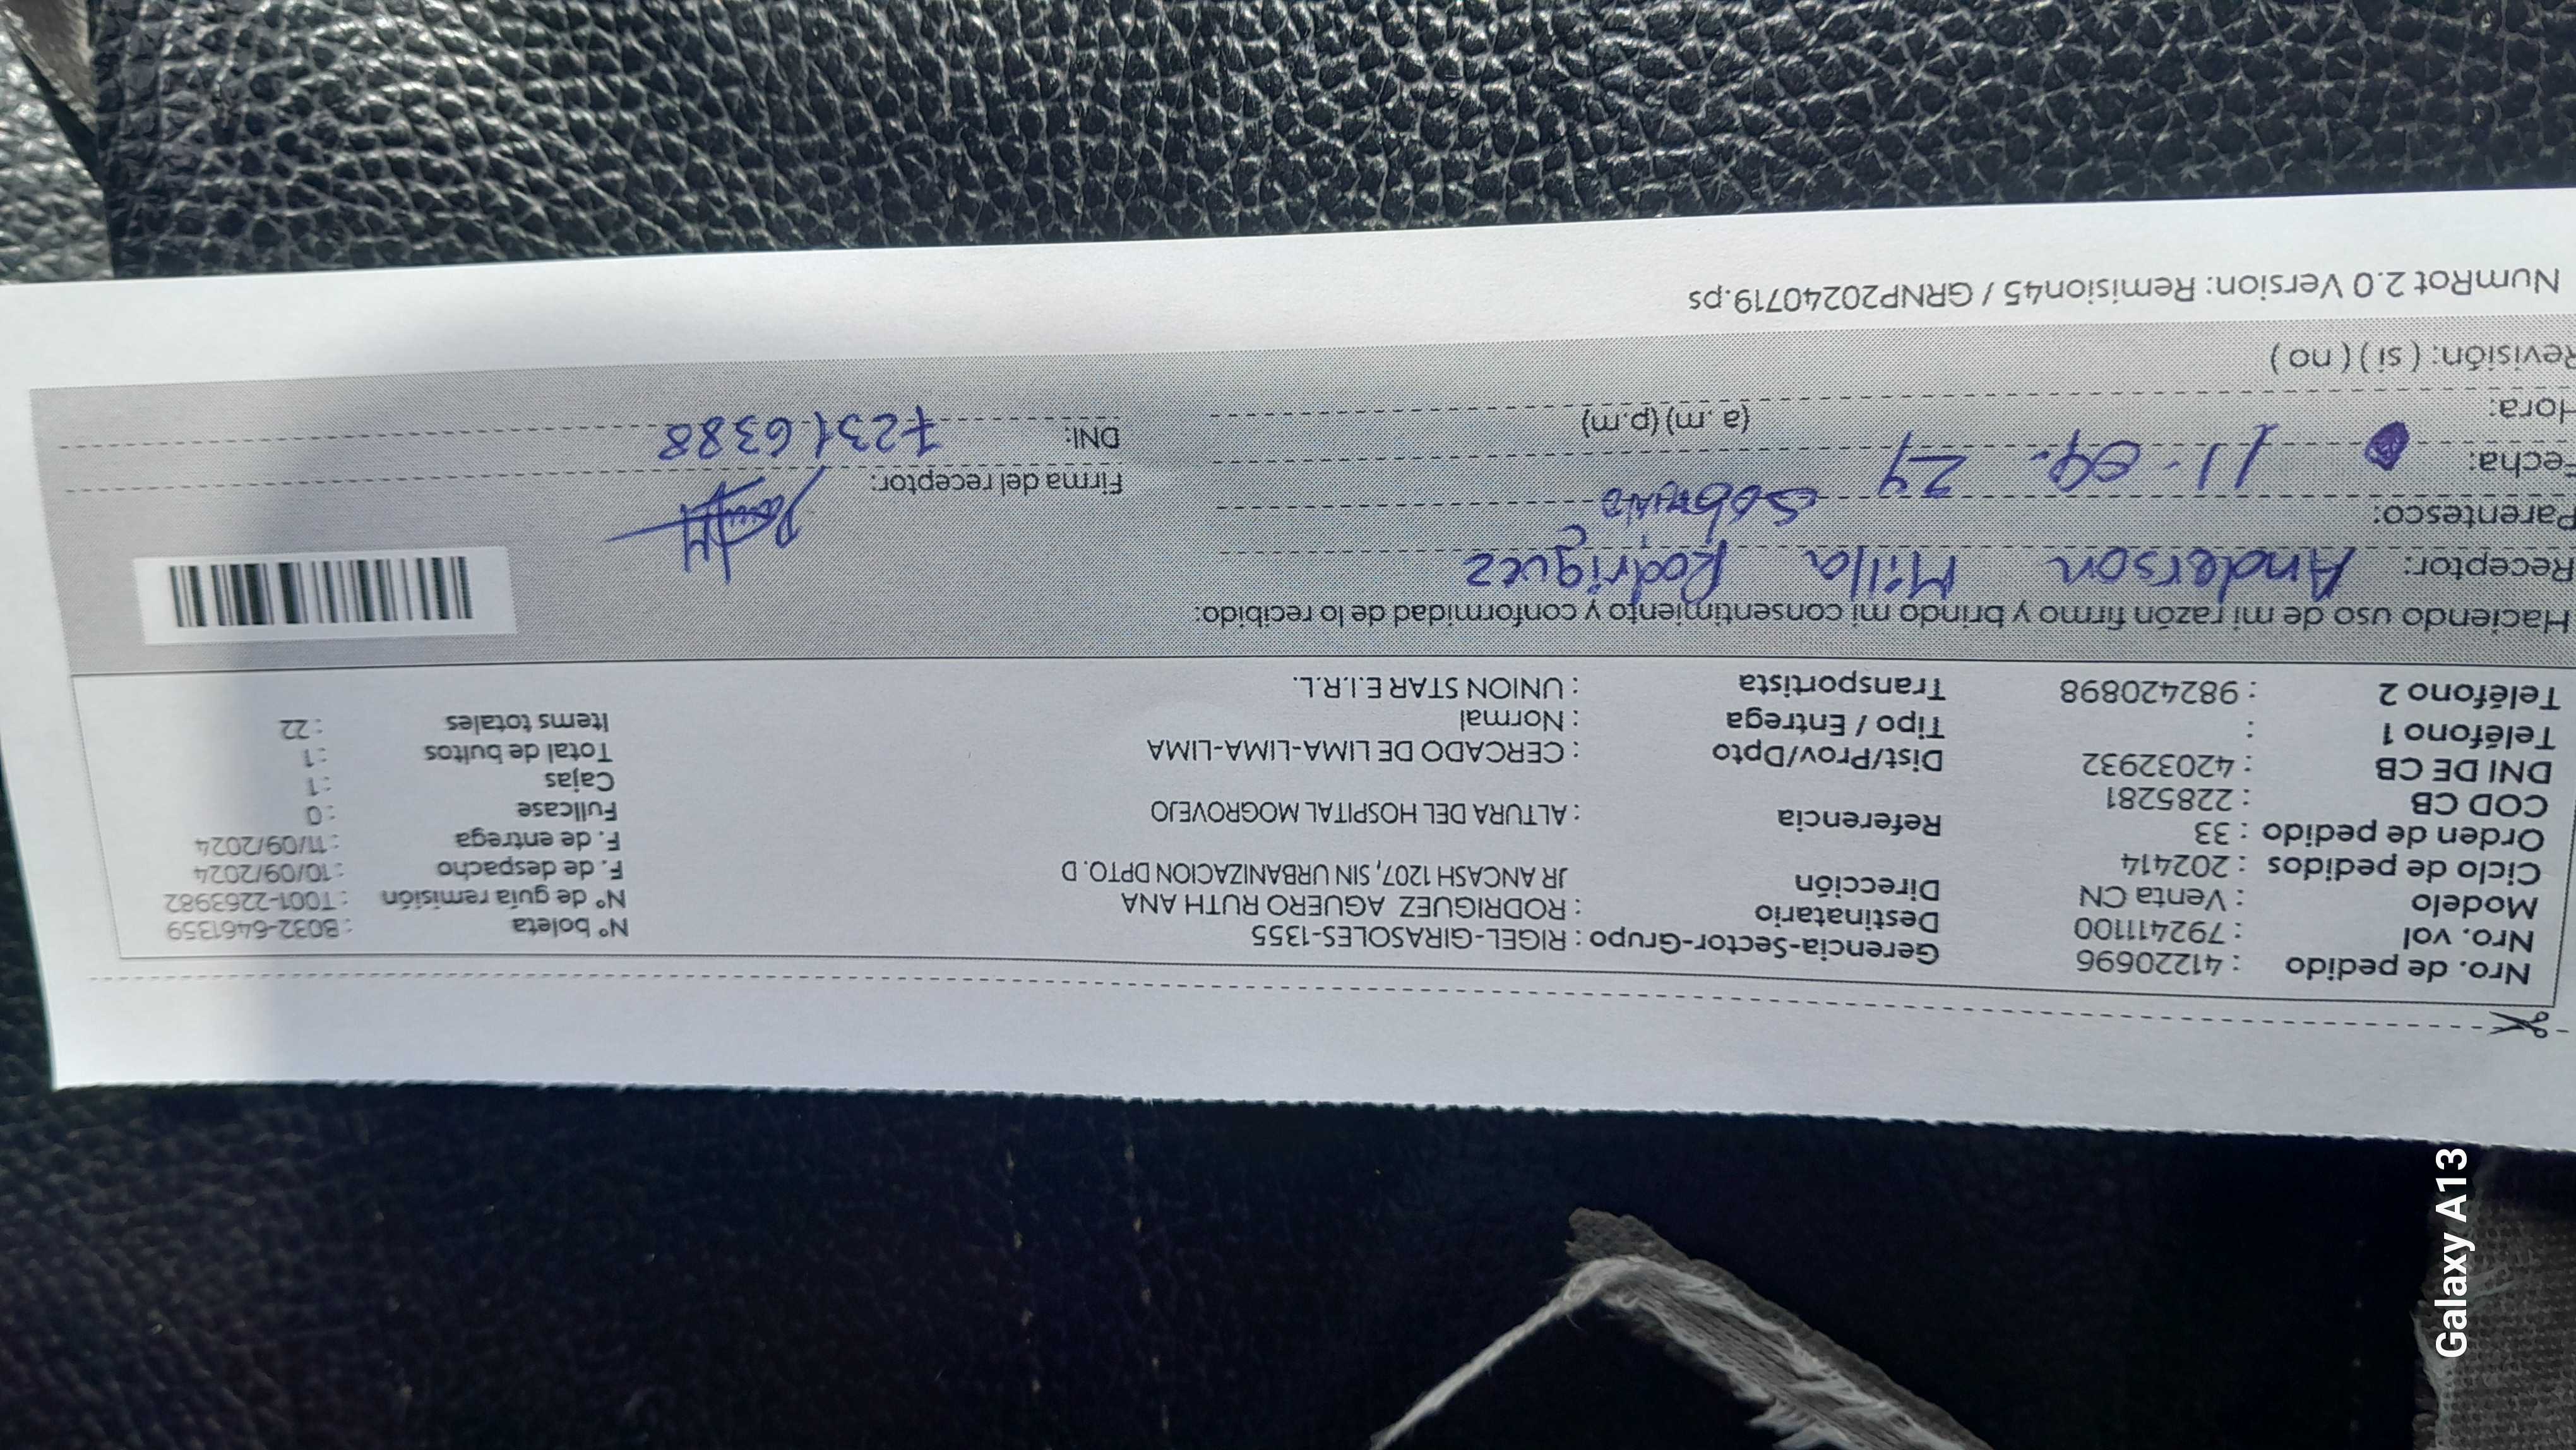 Nro. de pedido : 41220696
Nro. vol : 792411100
Modelo : Venta CN
Ciclo de pedidos : 202414
Orden de pedido : 33
COD CB : 2285281
DNI DE CB : 42032932
Teléfono 1 :
Teléfono 2 : 982420898
Gerencia-Sector-Grupo : RIGEL-GIRASOLES-1355
Destinatario : RODRIGUEZ AGUERO RUTH ANA
Dirección JR ANCASH 1207, SIN URBANIZACION DPTO. D
Referencia : ALTURA DEL HOSPITAL MOGROVEJO
Dist/Prov/Dpto : CERCADO DE LIMA-LIMA-LIMA
Tipo / Entrega : Normal
Transportista : UNION STAR E.I.R.L.
N° boleta : B032-6461359
N° de guía remisión : T001-2263982
F. de despacho : 10/09/2024
F. de entrega : 11/09/2024
Fullcase : 0
Cajas : 1
Total de bultos : 1
Items totales : 22
Haciendo uso de mi razón firmo y brindo mi consentimiento y conformidad de lo recibido:
Receptor: Anderson Milla Rodriguez
Parentesco: Sobrino
Fecha: 11-09-24
Hora: (a.m) (p.m)
Revisión: ( si ) ( no )
Firma del receptor:
DNI: 72316388
NumRot 2.0 Version: Remision45 / GRNP20240719.ps
Galaxy A13